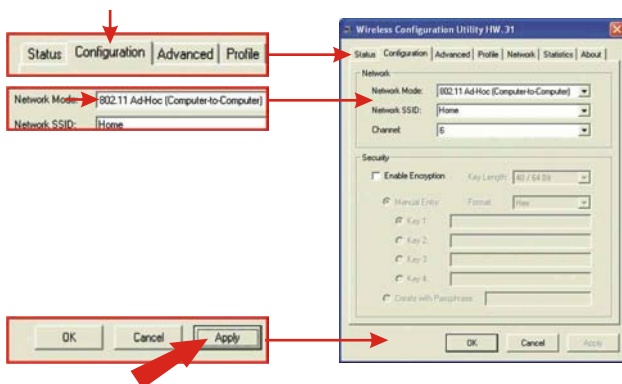 Status Configuration Advanced Profile
Network Mode: 802.11 Ad-Hoc (Computer-to-Computer)
Network SSID: Home
OK Cancel Apply
Wireless Configuration Utility HW.31
Status Configuration Advanced Profile Network Statistics About
Network
Network Mode: 802.11 Ad-Hoc (Computer-to-Computer)
Network SSID: Home
Channel: 6
Security
Enable Encryption Key Length: 40 / 64 Bit
Manual Entry Format: Hex
Key 1:
Key 2:
Key 3:
Key 4:
Create with Passphrase
OK Cancel Apply